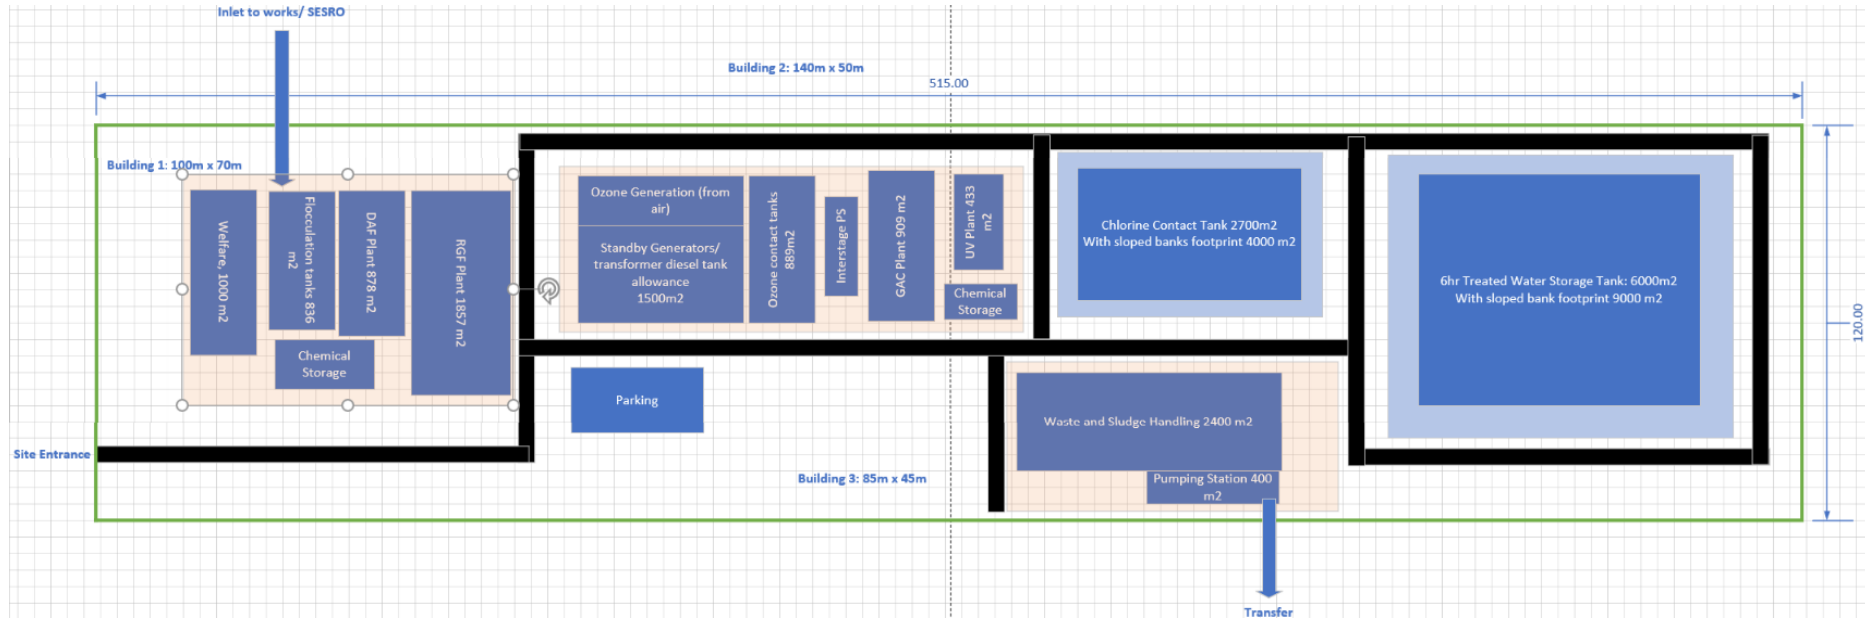 Inlet to works/ SESRO
Building 2: 140m x 50m
515.00
Building 1: 100m x 70m
Welfare, 1000 m2
Flocculation tanks 836
m2
DAF Plant 878 m2
RGF Plant 1857 m2
Chemical
Storage
Ozone Generation (from
air)
Standby Generators/
transformer diesel tank
allowance
1500m2
Ozone contact tanks
889m2
Interstage PS
GAC Plant 909 m2
UV Plant 433
m2
Chemical
Storage
Chlorine Contact Tank 2700m2
With sloped banks footprint 4000 m2
6hr Treated Water Storage Tank: 6000m2
With sloped bank footprint 9000 m2
120.00
Parking
Waste and Sludge Handling 2400 m2
Site Entrance
Building 3: 85m x 45m
Pumping Station 400
m2
Transfer